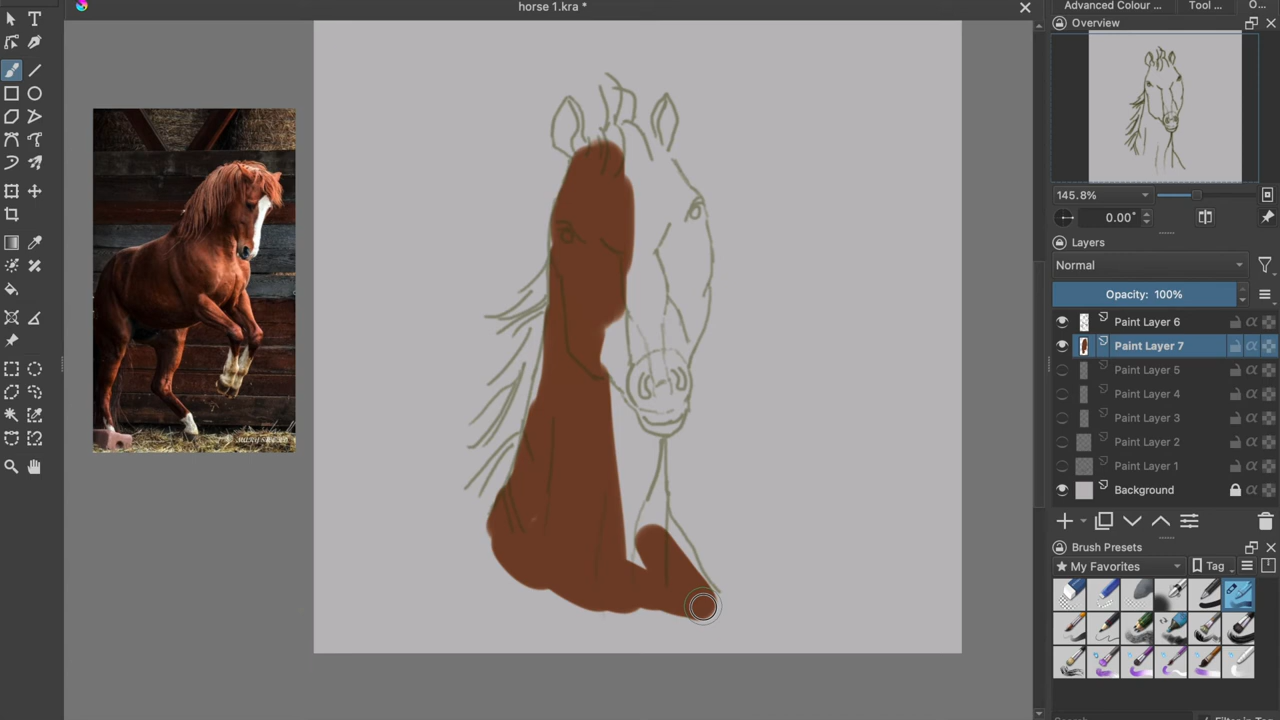 horse 1.kra *
Advanced Colour ...
Tool ...
O...
Overview
145.8%
0.00°
Layers
Normal
Opacity: 100%
Paint Layer 6
Paint Layer 7
Paint Layer 5
Paint Layer 4
Paint Layer 3
Paint Layer 2
Paint Layer 1
Background
Brush Presets
★ My Favorites
Tag